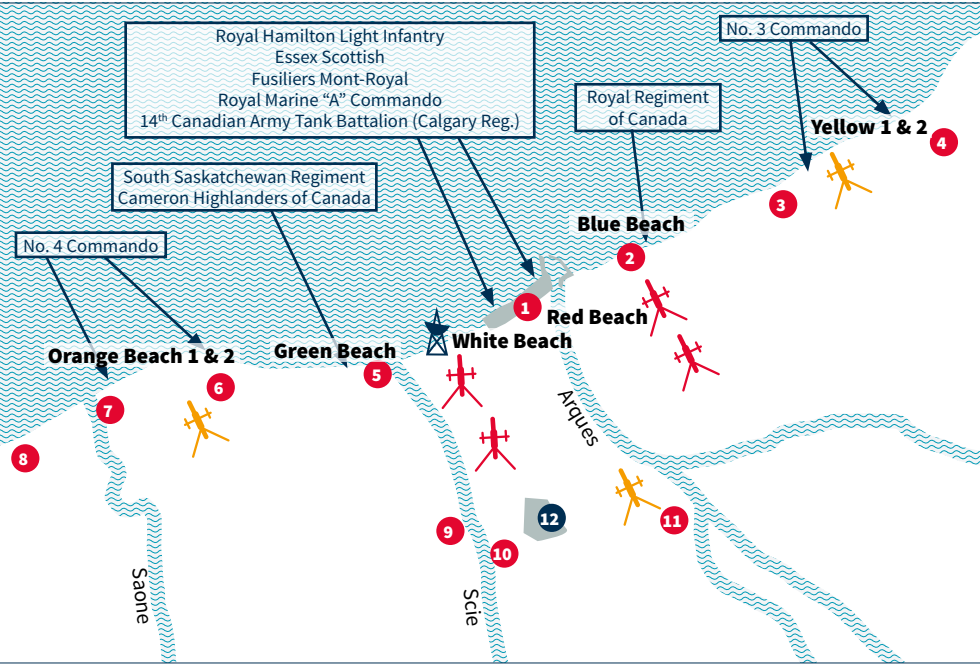 Royal Hamilton Light Infantry
Essex Scottish
Fusiliers Mont-Royal
Royal Marine “A” Commando
14th Canadian Army Tank Battalion (Calgary Reg.)
No. 3 Commando
Royal Regiment
of Canada
Yellow 1 & 2
4
South Saskatchewan Regiment
Cameron Highlanders of Canada
3
Blue Beach
2
No. 4 Commando
1
Red Beach
White Beach
Orange Beach 1 & 2
Green Beach
5
6
7
8
Arques
9
10
12
11
Saone
Scie